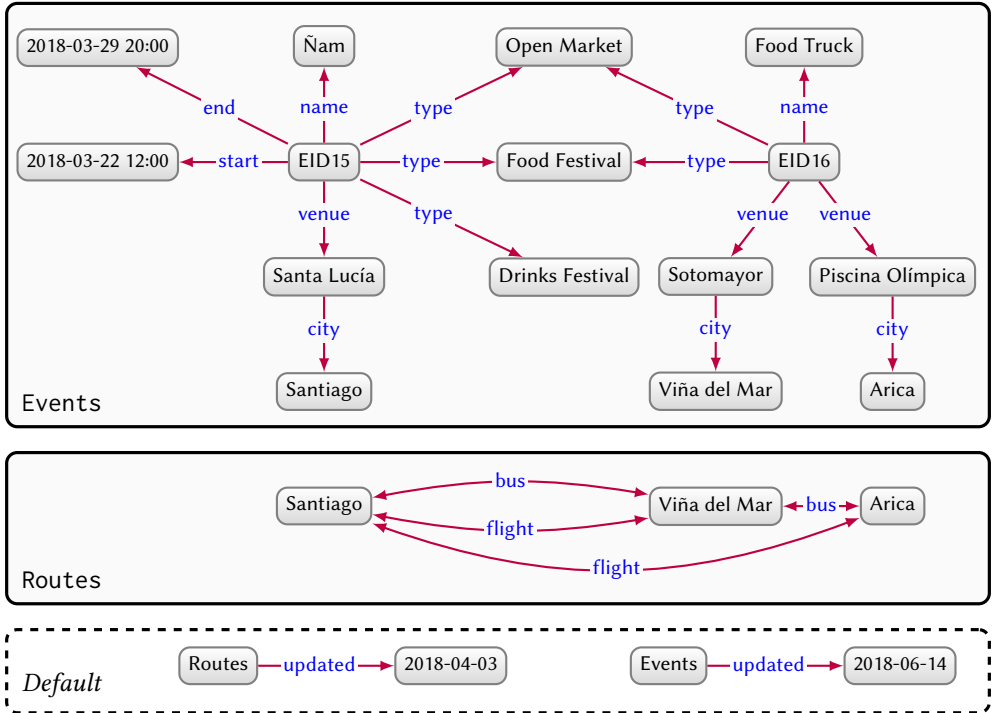 2018-03-29 20:00
Ñam
Open Market
Food Truck
end
name
type
type
name
2018-03-22 12:00
start
EID15
type
Food Festival
type
EID16
venue
type
venue
venue
Santa Lucía
Drinks Festival
Sotomayor
Piscina Olímpica
city
city
city
Santiago
Viña del Mar
Arica
Events
bus
Santiago
Viña del Mar
bus
Arica
flight
flight
Routes
Routes
updated
2018-04-03
Events
updated
2018-06-14
Default